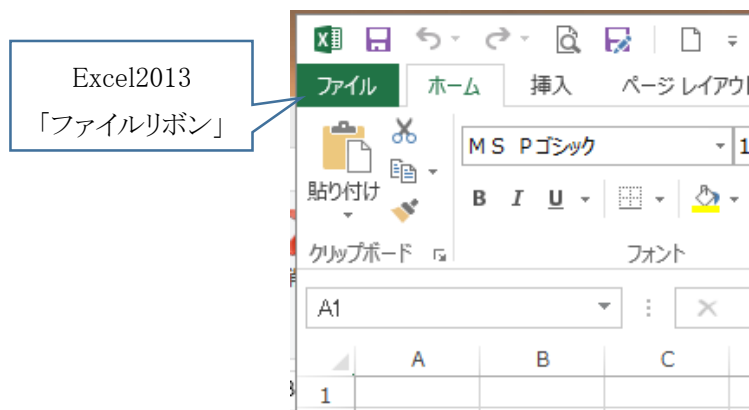 Excel2013
「ファイルリボン」
ファイル ホーム 挿入 ページ レイアウ
貼り付け
MS Pゴシック 1
B I U
クリップボード フォント
A1
A B C
1